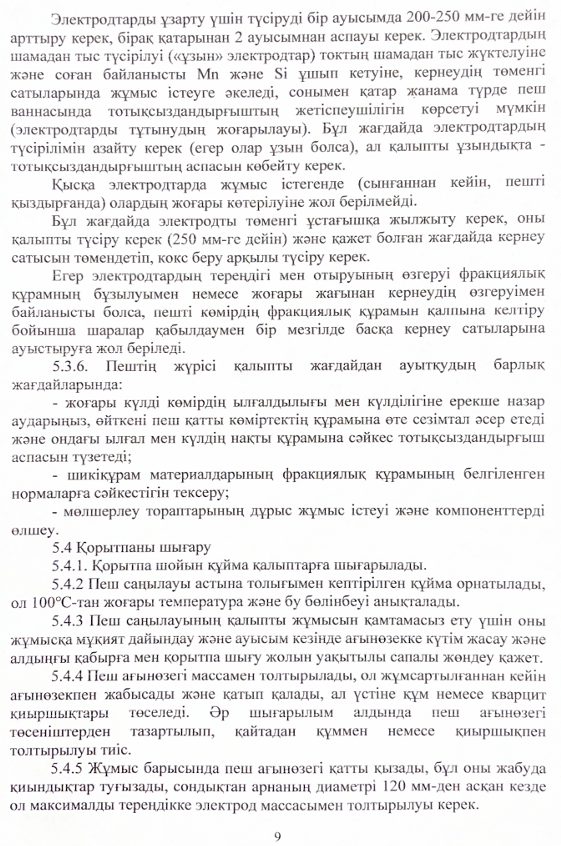 Электродтарды ұзарту үшін түсіруді бір ауысымда 200-250 мм-ге дейін
арттыру керек, бірақ қатарынан 2 ауысымнан аспауы керек. Электродтардың
шамадан тыс түсірілуі («ұзын» электродтар) токтың шамадан тыс жүктелуіне
және соған байланысты Mn және Si ұшып кетуіне, кернеудің төменгі
сатыларында жұмыс істеуге әкеледі, сонымен қатар жанама түрде пеш
ваннасында тотықсыздандырғыштың жетіспеушілігін көрсетуі мүмкін
(электродтарды тұтынудың жоғарылауы). Бұл жағдайда электродтардың
түсірілімін азайту керек (егер олар ұзын болса), ал қалыпты ұзындықта -
тотықсыздандырғыштың аспасын көбейту керек.
Қысқа электродтарда жұмыс істегенде (сынғаннан кейін, пешті
қыздырғанда) олардың жоғары көтерілуіне жол берілмейді.
Бұл жағдайда электродты төменгі ұстағышқа жылжыту керек, оны
қалыпты түсіру керек (250 мм-ге дейін) және қажет болған жағдайда кернеу
сатысын төмендетіп, кокс беру арқылы түсіру керек.
Егер электродтардың тереңдігі мен отыруының өзгеруі фракциялық
құрамның бұзылуымен немесе жоғары жағынан кернеудің өзгеруімен
байланысты болса, пешті көмірдің фракциялық құрамын қалпына келтіру
бойынша шаралар қабылдаумен бір мезгілде басқа кернеу сатыларына
ауыстыруға жол беріледі.
5.3.6. Пештің жүрісі қалыпты жағдайдан ауытқудың барлық
жағдайларында:
- жоғары күлді көмірдің ылғалдылығы мен күлділігіне ерекше назар
аударыңыз, өйткені пеш қатты көміртектің құрамына өте сезімтал әсер етеді
және ондағы ылғал мен күлдің нақты құрамына сәйкес тотықсыздандырғыш
аспасын түзетеді;
- шикіқұрам материалдарының фракциялық құрамының белгіленген
нормаларға сәйкестігін тексеру;
- мөлшерлеу тораптарының дұрыс жұмыс істеуі және компоненттерді
өлшеу.
5.4 Қорытпаны шығару
5.4.1. Қорытпа шойын құйма қалыптарға шығарылады.
5.4.2 Пеш саңылауы астына толығымен кептірілген құйма орнатылады,
ол 100℃-тан жоғары температура және бу бөлінбеуі анықталады.
5.4.3 Пеш саңылауының қалыпты жұмысын қамтамасыз ету үшін оны
жұмысқа мұқият дайындау және ауысым кезінде ағынөзекке күтім жасау және
алдыңғы қабырға мен қорытпа шығу жолын уақытылы сапалы жөндеу қажет.
5.4.4 Пеш ағынөзегі массамен толтырылады, ол жұмсартылғаннан кейін
ағынөзекпен жабысады және қатып қалады, ал үстіне құм немесе кварцит
қиыршықтары төселеді. Әр шығарылым алдында пеш ағынөзегі
төсеніштерден тазартылып, қайтадан құммен немесе қиыршықпен
толтырылуы тиіс.
5.4.5 Жұмыс барысында пеш ағынөзегі қатты қызады, бұл оны жабуда
қиындықтар туғызады, сондықтан арнаның диаметрі 120 мм-ден асқан кезде
ол максималды тереңдікке электрод массасымен толтырылуы керек.
9